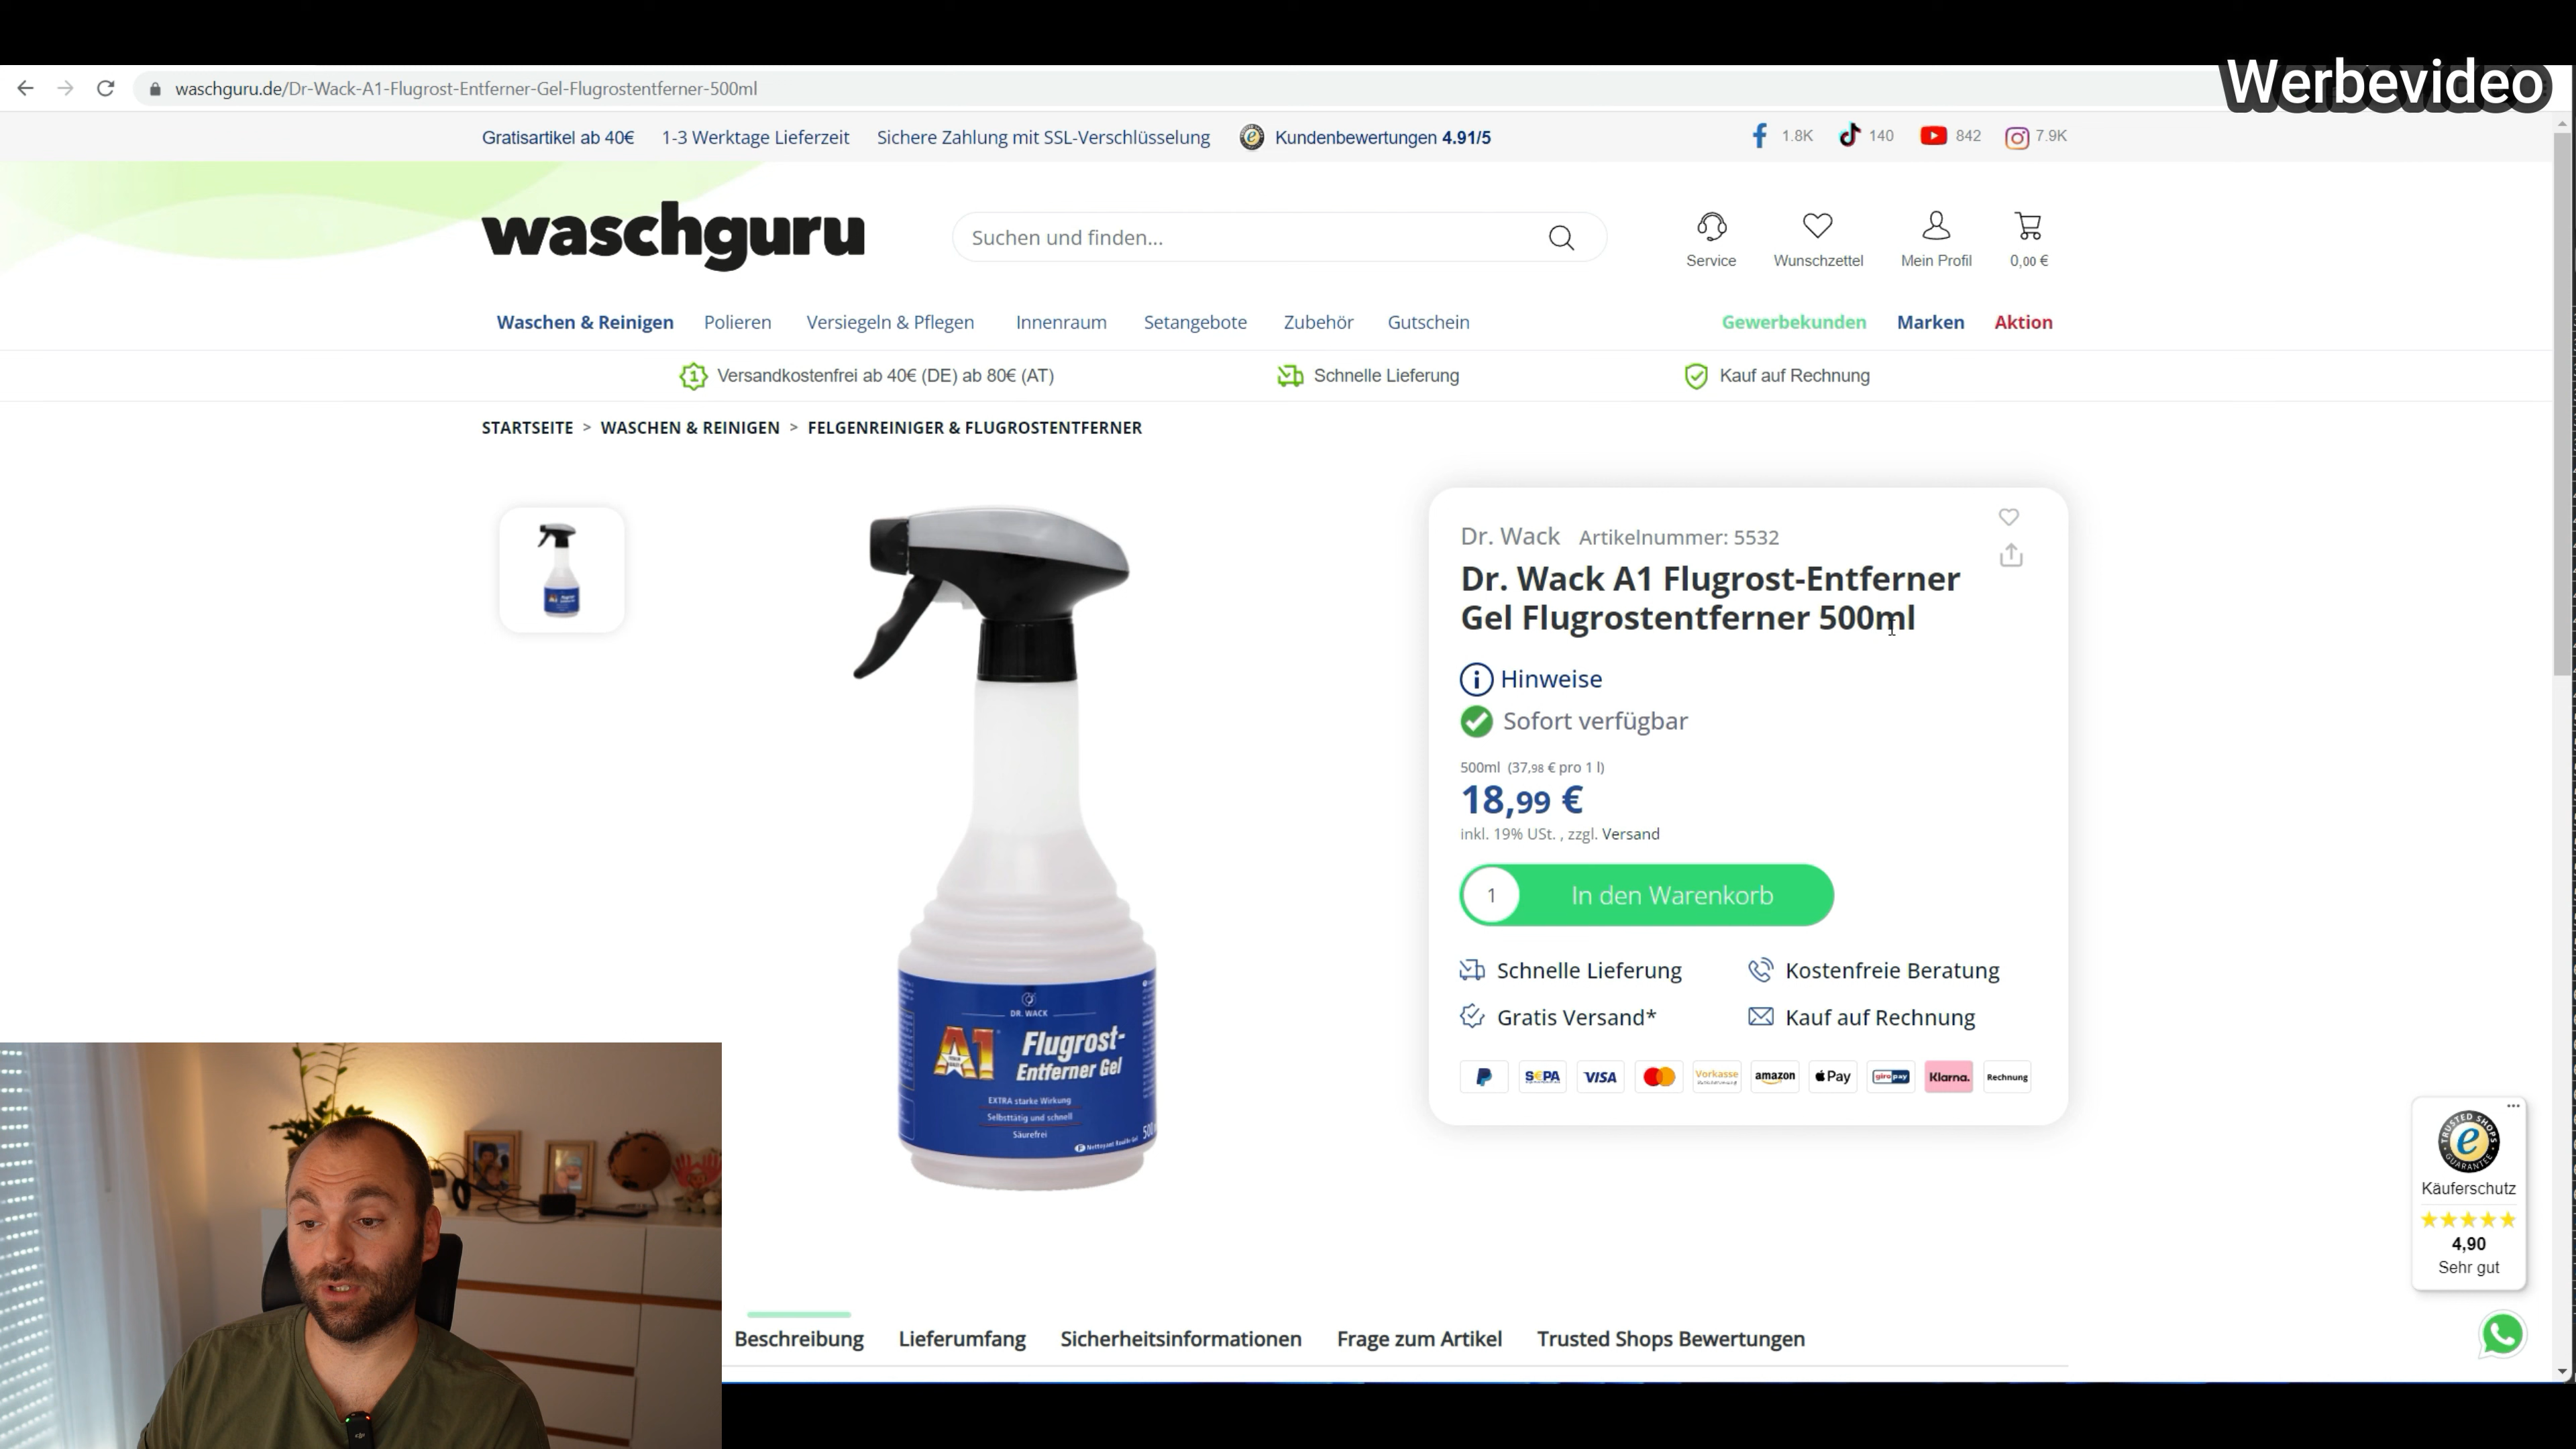 Werbevideo
waschguru.de/Dr-Wack-A1-Flugrost-Entferner-Gel-Flugrostentferner-500ml
Gratisartikel ab 40€ 1-3 Werktage Lieferzeit Sichere Zahlung mit SSL-Verschlüsselung Kundenbewertungen 4.91/5 1.8K 140 842 7.9K
waschguru
Suchen und finden...
Service Wunschzettel Mein Profil 0,00 €
Waschen & Reinigen Polieren Versiegeln & Pflegen Innenraum Setangebote Zubehör Gutschein Gewerbekunden Marken Aktion
Versandkostenfrei ab 40€ (DE) ab 80€ (AT) Schnelle Lieferung Kauf auf Rechnung
STARTSEITE > WASCHEN & REINIGEN > FELGENREINIGER & FLUGROSTENTFERNER
Dr. Wack Artikelnummer: 5532
Dr. Wack A1 Flugrost-Entferner
Gel Flugrostentferner 500ml
Hinweise
Sofort verfügbar
500ml (37,98 € pro 1 l)
18,99 €
inkl. 19% USt. , zzgl. Versand
1 In den Warenkorb
Schnelle Lieferung Kostenfreie Beratung
Gratis Versand* Kauf auf Rechnung
SEPA VISA Vorkasse amazon Pay giropay Klarna. Rechnung
DR. WACK
A1 Flugrost-
Entferner Gel
EXTRA starke Wirkung
Selbsttätig und schnell
Säurefrei
TRUSTED SHOPS
GUARANTEE
Käuferschutz
4,90
Sehr gut
Beschreibung Lieferumfang Sicherheitsinformationen Frage zum Artikel Trusted Shops Bewertungen